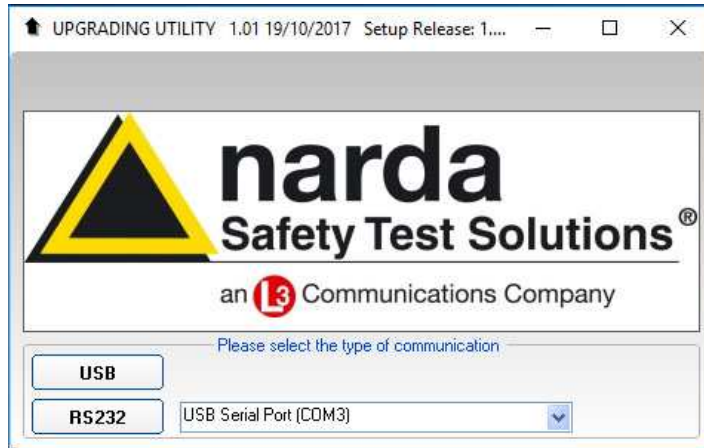 UPGRADING UTILITY 1.01 19/10/2017 Setup Release: 1....
narda
Safety Test Solutions®
an L3 Communications Company
Please select the type of communication
USB
RS232 USB Serial Port (COM3)